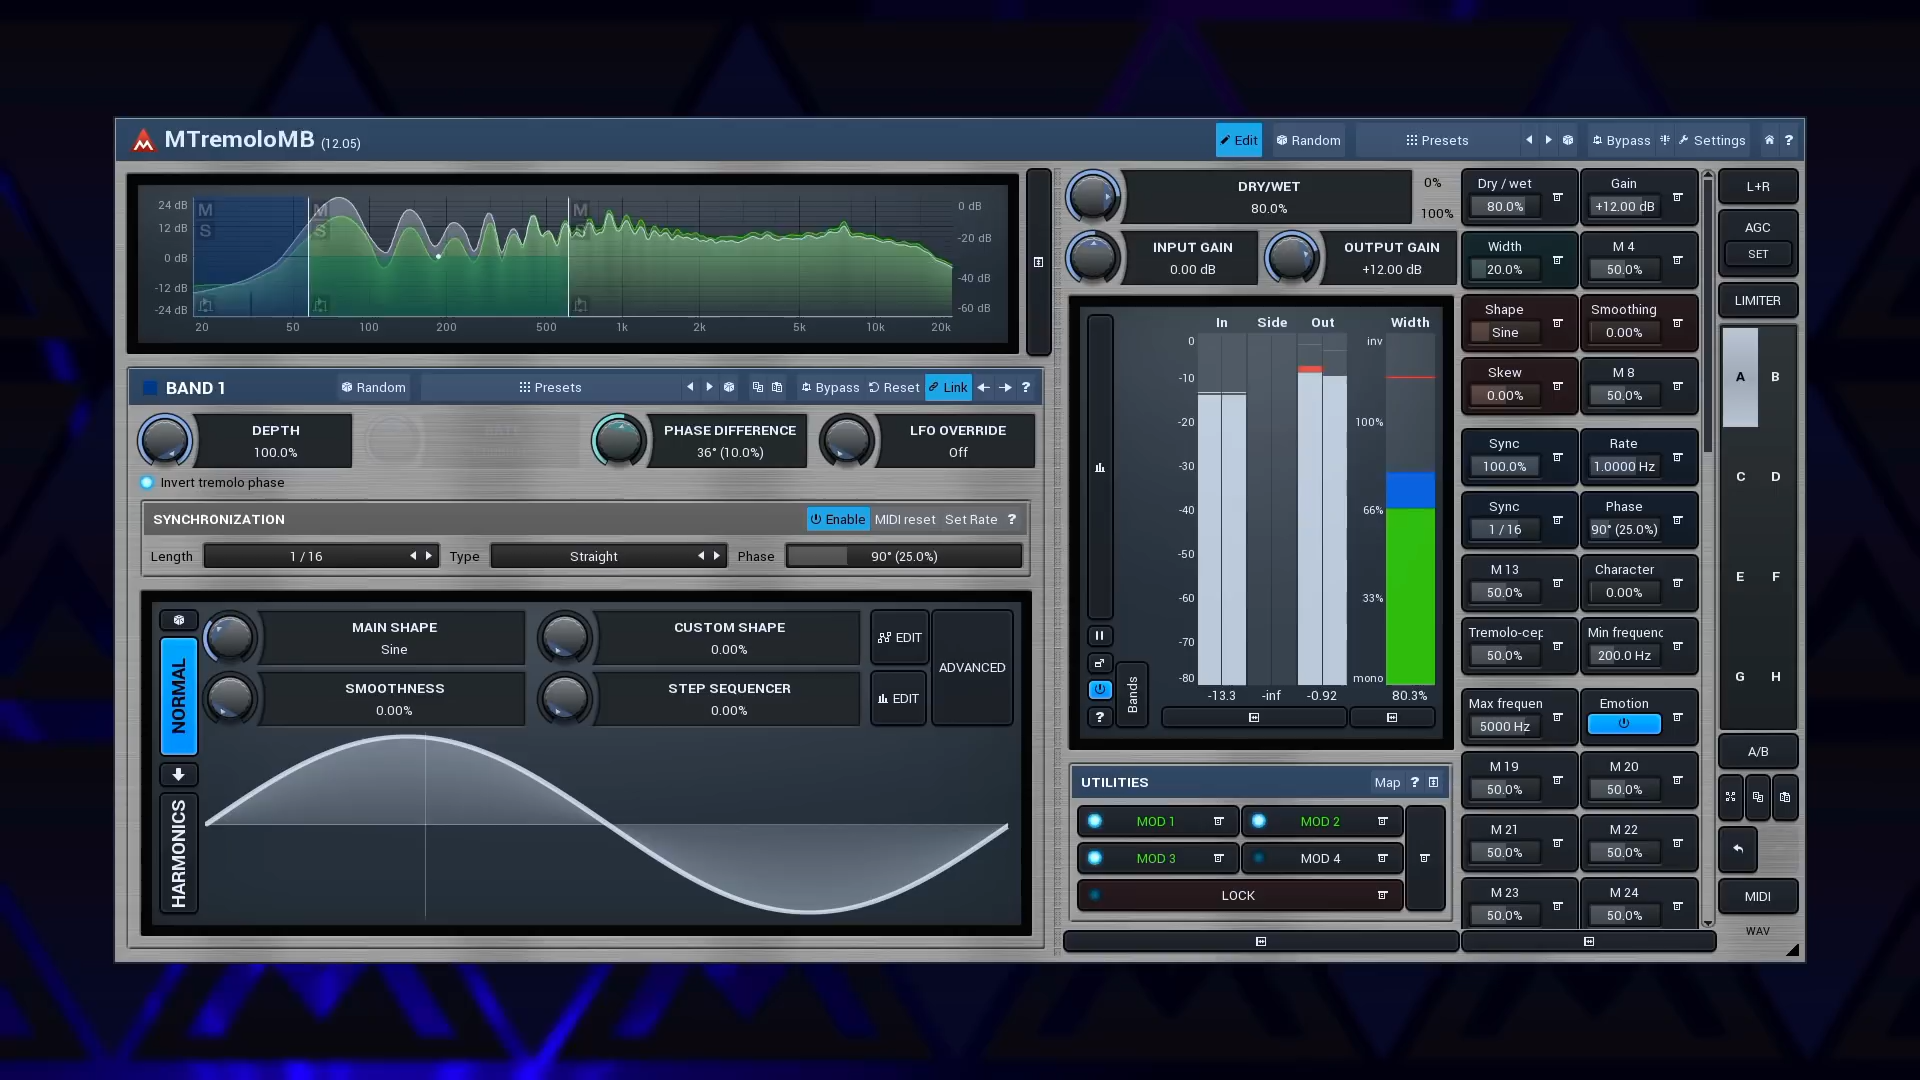 MTremoloMB (12.05)
Edit Random Presets Bypass Settings ?
24 dB
12 dB
0 dB
-12 dB
-24 dB
M
S
M
S
M
0 dB
-20 dB
-40 dB
-60 dB
20 50 100 200 500 1k 2k 5k 10k 20k
BAND 1 Random Presets Bypass Reset Link ?
DEPTH
100.0%
PHASE DIFFERENCE
36° (10.0%)
LFO OVERRIDE
Off
Invert tremolo phase
SYNCHRONIZATION Enable MIDI reset Set Rate ?
Length 1 / 16 Type Straight Phase 90° (25.0%)
NORMAL
HARMONICS
MAIN SHAPE
Sine
CUSTOM SHAPE
0.00%
EDIT
SMOOTHNESS
0.00%
STEP SEQUENCER
0.00%
EDIT
ADVANCED
DRY/WET
80.0%
0%
100%
INPUT GAIN
0.00 dB
OUTPUT GAIN
+12.00 dB
In Side Out Width
0
-10
-20
-30
-40
-50
-60
-70
-80
inv
100%
66%
33%
mono
-13.3 -inf -0.92 80.3%
?
Bands
UTILITIES Map ?
MOD 1 MOD 2
MOD 3 MOD 4
LOCK
Dry / wet
80.0%
Gain
+12.00 dB
Width
20.0%
M 4
50.0%
Shape
Sine
Smoothing
0.00%
Skew
0.00%
M 8
50.0%
Sync
100.0%
Rate
1.0000 Hz
Sync
1 / 16
Phase
90° (25.0%)
M 13
50.0%
Character
0.00%
Tremolo-cep
50.0%
Min frequenc
200.0 Hz
Max frequen
5000 Hz
Emotion
M 19
50.0%
M 20
50.0%
M 21
50.0%
M 22
50.0%
M 23
50.0%
M 24
50.0%
L+R
AGC
SET
LIMITER
A B
C D
E F
G H
A/B
MIDI
WAV